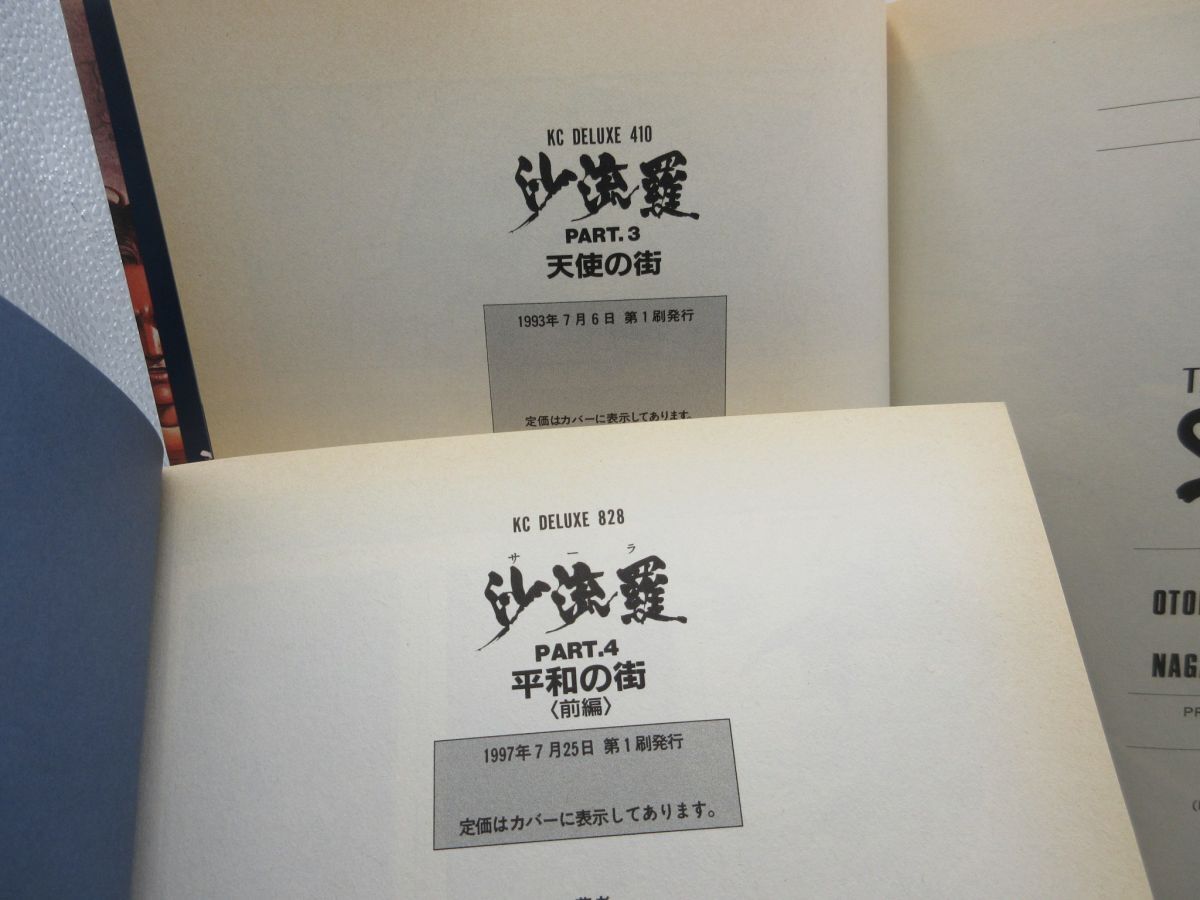 KC DELUXE 410
沙流羅
PART.3
天使の街
1993年7月6日 第1刷発行
定価はカバーに表示してあります。
KC DELUXE 828
サーラ
沙流羅
PART.4
平和の街
〈前編〉
1997年7月25日 第1刷発行
定価はカバーに表示してあります。
T
S
OTO
NAG
PR